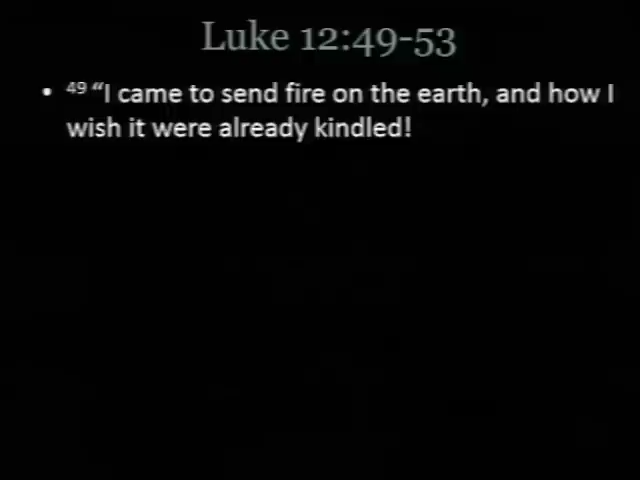 Luke 12:49-53
• ⁴⁹ “I came to send fire on the earth, and how I
wish it were already kindled!